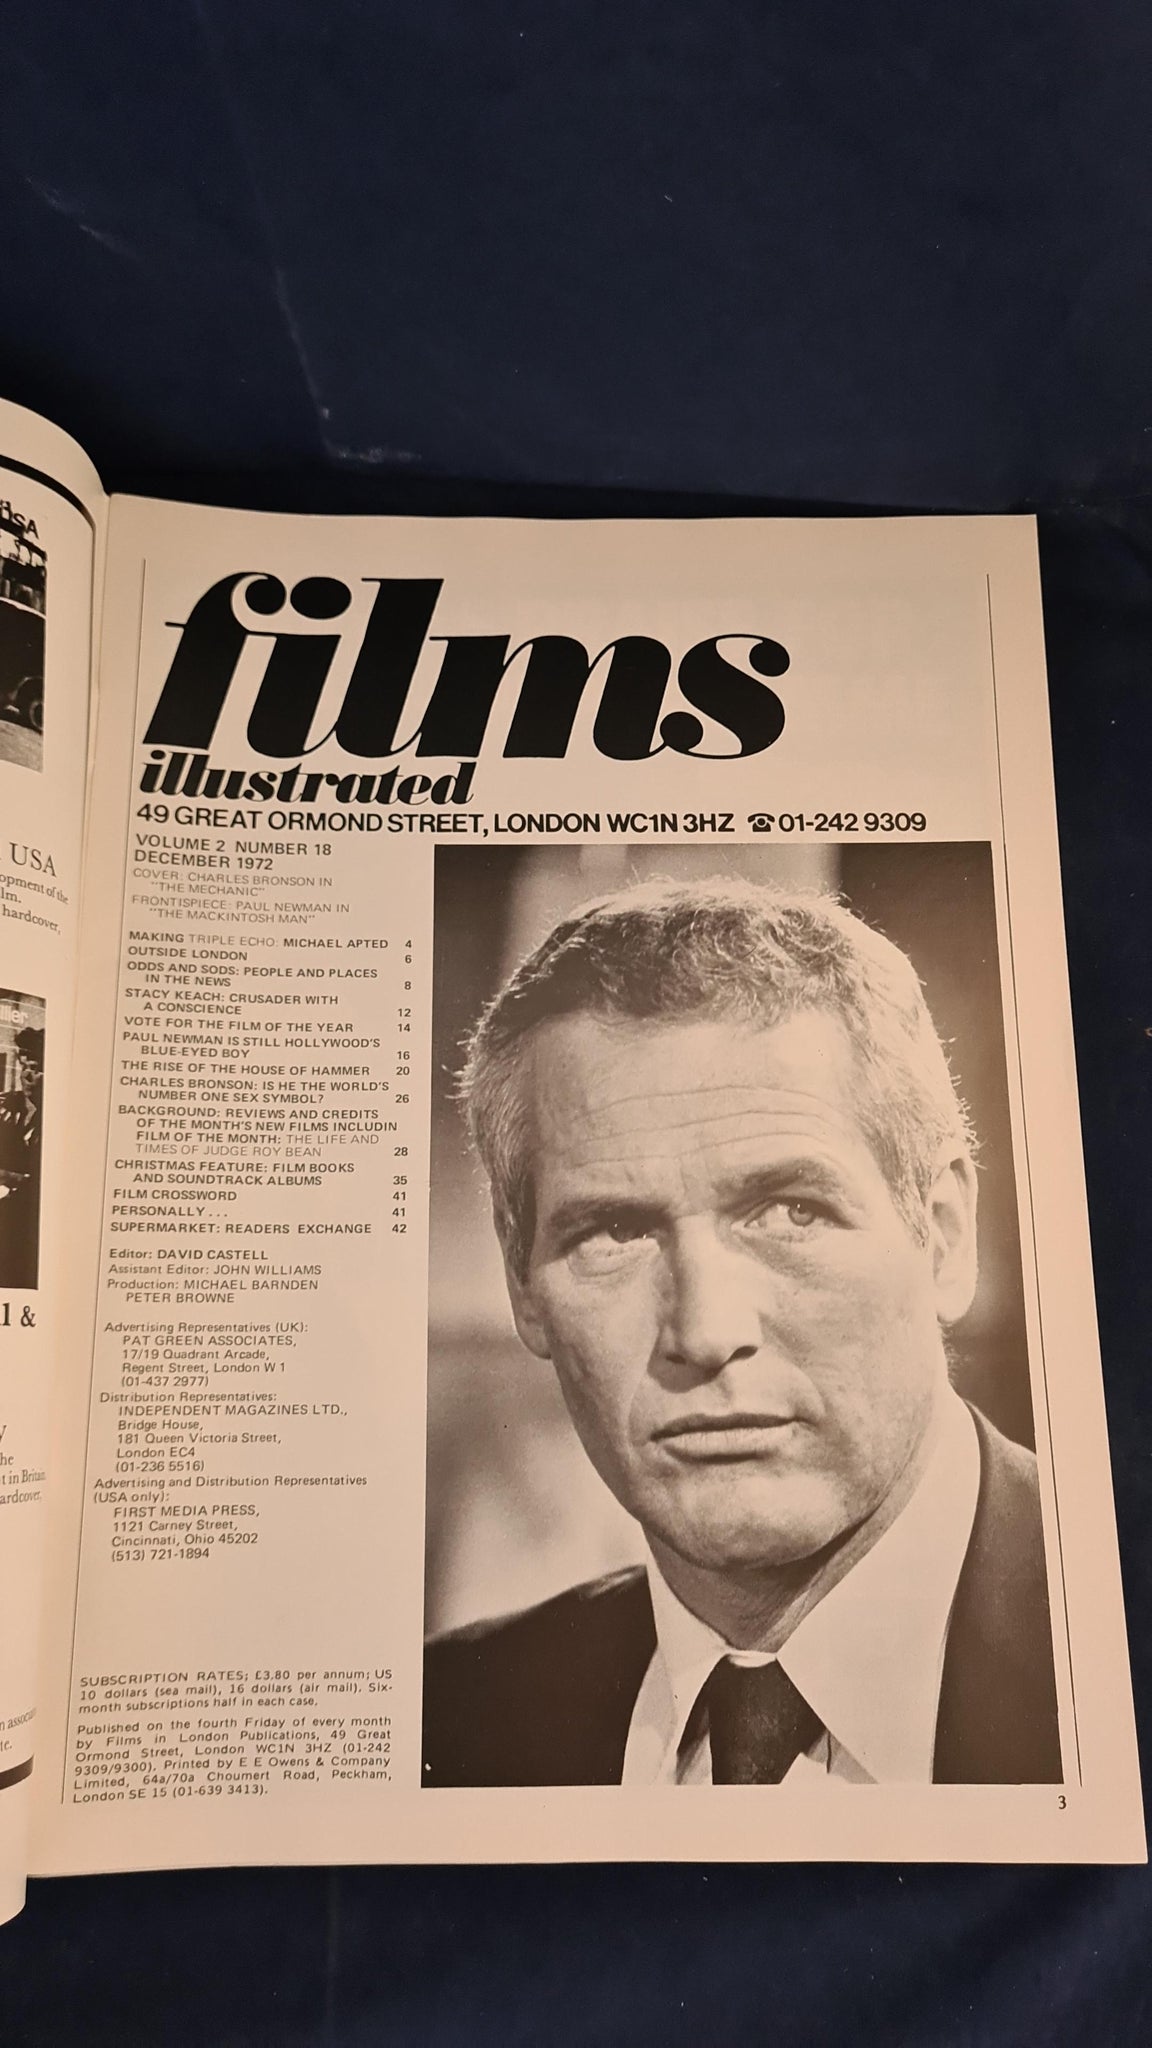 USA
USA
opment of the
lm.
hardcover,
ller
l &
y
he
t in Britain
ardcover,
n associ
te.
films
illustrated
49 GREAT ORMOND STREET, LONDON WC1N 3HZ ☎ 01-242 9309
VOLUME 2 NUMBER 18
DECEMBER 1972
COVER: CHARLES BRONSON IN
"THE MECHANIC"
FRONTISPIECE: PAUL NEWMAN IN
"THE MACKINTOSH MAN"
MAKING TRIPLE ECHO: MICHAEL APTED 4
OUTSIDE LONDON 6
ODDS AND SODS: PEOPLE AND PLACES
IN THE NEWS 8
STACY KEACH: CRUSADER WITH
A CONSCIENCE 12
VOTE FOR THE FILM OF THE YEAR 14
PAUL NEWMAN IS STILL HOLLYWOOD'S
BLUE-EYED BOY 16
THE RISE OF THE HOUSE OF HAMMER 20
CHARLES BRONSON: IS HE THE WORLD'S
NUMBER ONE SEX SYMBOL? 26
BACKGROUND: REVIEWS AND CREDITS
OF THE MONTH'S NEW FILMS INCLUDIN
FILM OF THE MONTH: THE LIFE AND
TIMES OF JUDGE ROY BEAN 28
CHRISTMAS FEATURE: FILM BOOKS
AND SOUNDTRACK ALBUMS 35
FILM CROSSWORD 41
PERSONALLY . . . 41
SUPERMARKET: READERS EXCHANGE 42
Editor: DAVID CASTELL
Assistant Editor: JOHN WILLIAMS
Production: MICHAEL BARNDEN
PETER BROWNE
Advertising Representatives (UK):
PAT GREEN ASSOCIATES,
17/19 Quadrant Arcade,
Regent Street, London W 1
(01-437 2977)
Distribution Representatives:
INDEPENDENT MAGAZINES LTD.,
Bridge House,
181 Queen Victoria Street,
London EC4
(01-236 5516)
Advertising and Distribution Representatives
(USA only):
FIRST MEDIA PRESS,
1121 Carney Street,
Cincinnati, Ohio 45202
(513) 721-1894
SUBSCRIPTION RATES; £3.80 per annum; US
10 dollars (sea mail), 16 dollars (air mail). Six-
month subscriptions half in each case.
Published on the fourth Friday of every month
by Films in London Publications, 49 Great
Ormond Street, London WC1N 3HZ (01-242
9309/9300). Printed by E E Owens & Company
Limited, 64a/70a Choumert Road, Peckham,
London SE 15 (01-639 3413).
3